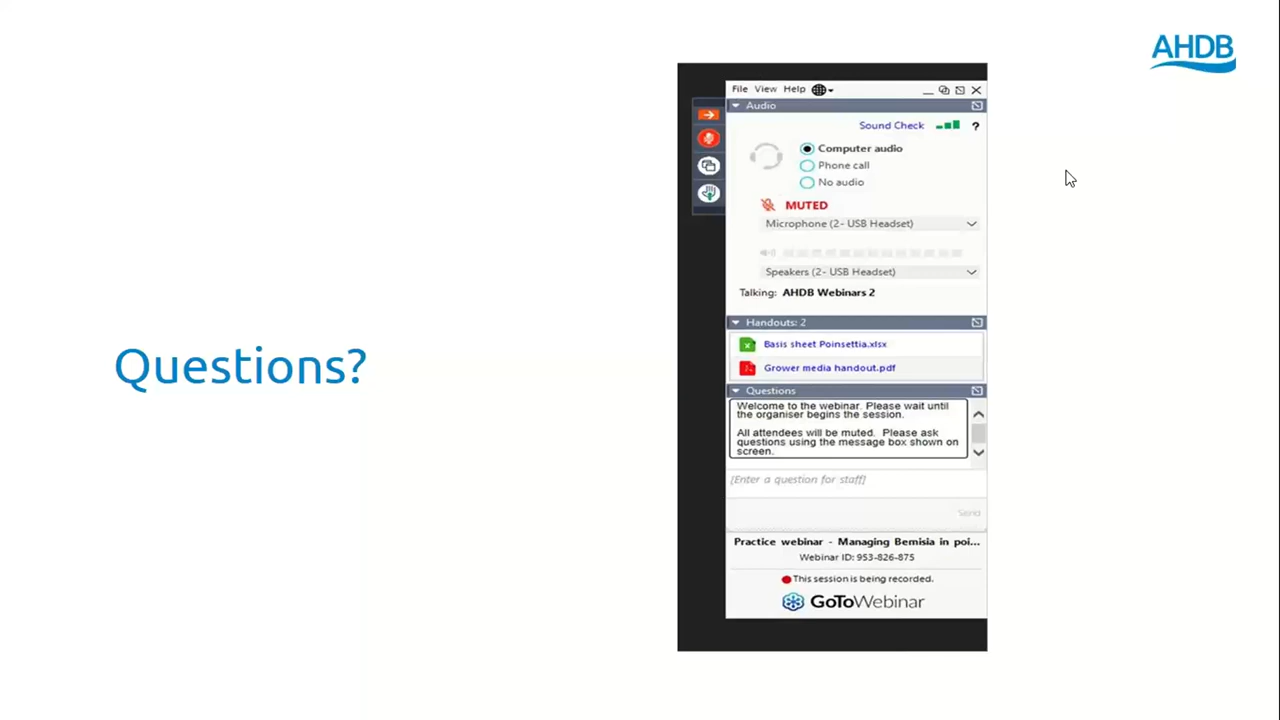 AHDB
Questions?
File View Help
Audio
Sound Check ?
Computer audio
Phone call
No audio
MUTED
Microphone (2- USB Headset)
Speakers (2- USB Headset)
Talking: AHDB Webinars 2
Handouts: 2
Basis sheet Poinsettia.xlsx
Grower media handout.pdf
Questions
Welcome to the webinar. Please wait until
the organiser begins the session.
All attendees will be muted. Please ask
questions using the message box shown on
screen.
[Enter a question for staff]
Send
Practice webinar - Managing Bemisia in poi...
Webinar ID: 953-826-875
This session is being recorded.
GoToWebinar